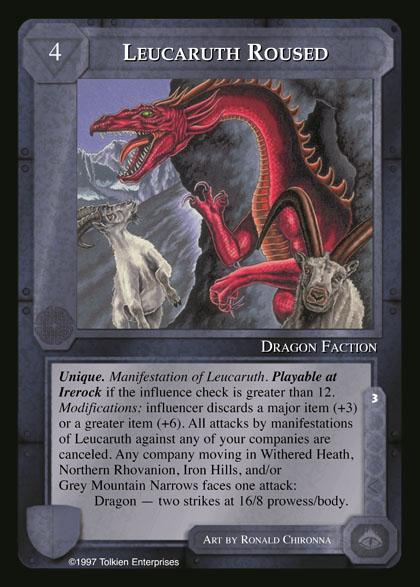 4
LEUCARUTH ROUSED
DRAGON FACTION
Unique. Manifestation of Leucaruth. Playable at
Irerock if the influence check is greater than 12.
Modifications: influencer discards a major item (+3)
or a greater item (+6). All attacks by manifestations
of Leucaruth against any of your companies are
canceled. Any company moving in Withered Heath,
Northern Rhovanion, Iron Hills, and/or
Grey Mountain Narrows faces one attack:
Dragon — two strikes at 16/8 prowess/body.
3
ART BY RONALD CHIRONNA
©1997 Tolkien Enterprises